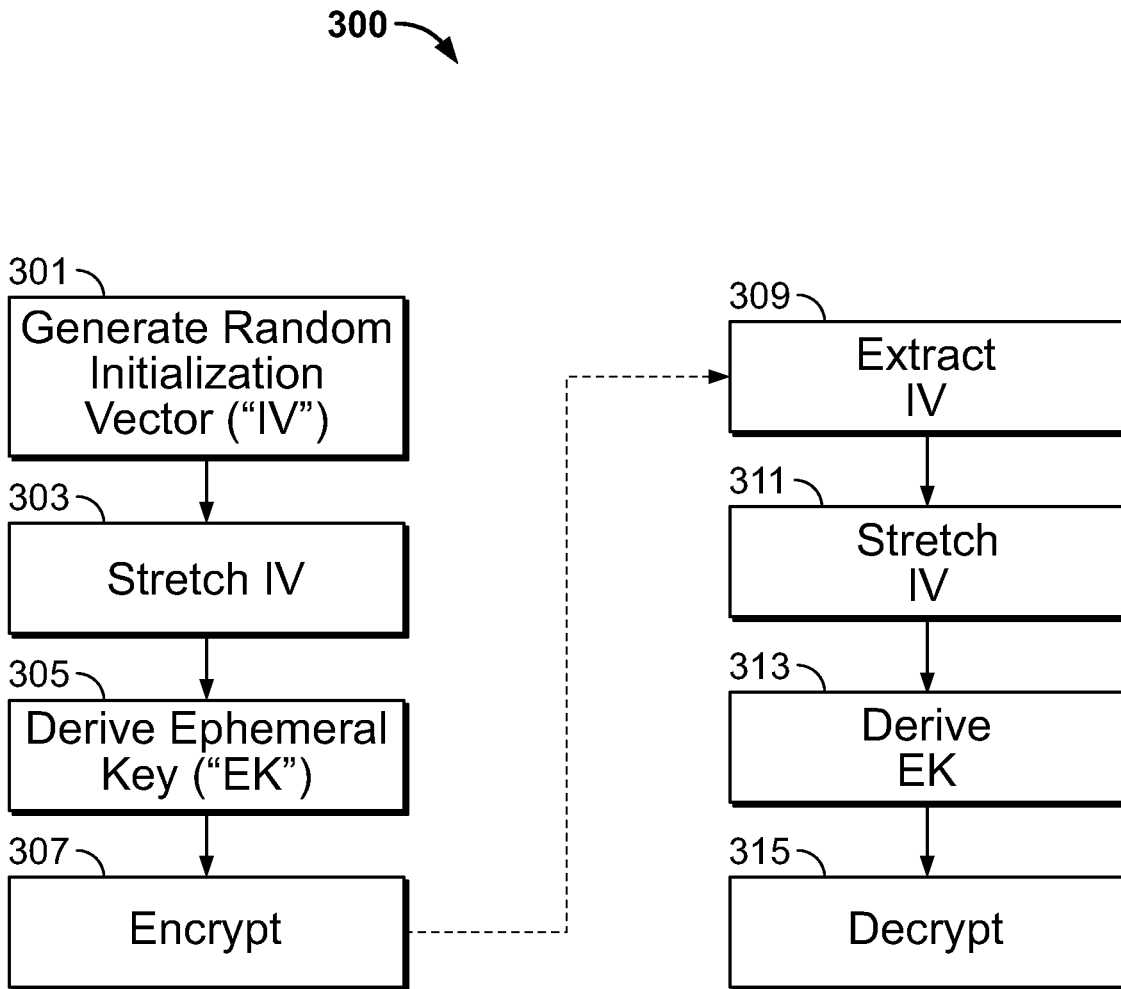 300
301
Generate Random
Initialization
Vector (“IV”)
303
Stretch IV
305
Derive Ephemeral
Key (“EK”)
307
Encrypt
309
Extract
IV
311
Stretch
IV
313
Derive
EK
315
Decrypt